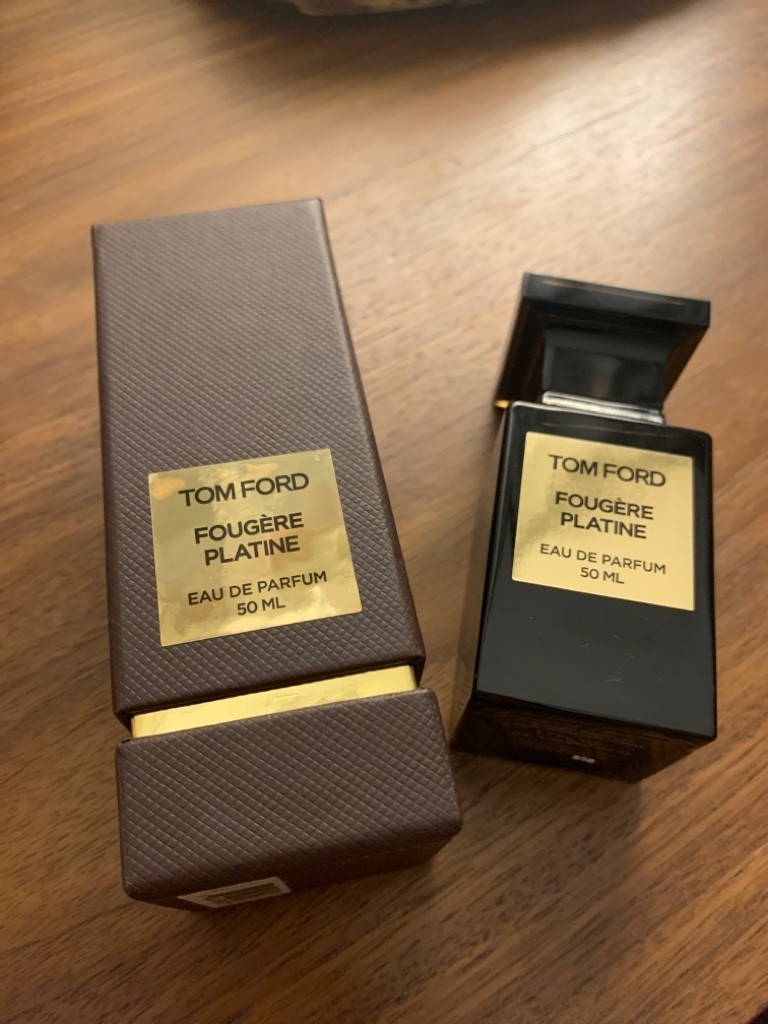 TOM FORD
FOUGÈRE
PLATINE
EAU DE PARFUM
50 ML
TOM FORD
FOUGÈRE
PLATINE
EAU DE PARFUM
50 ML